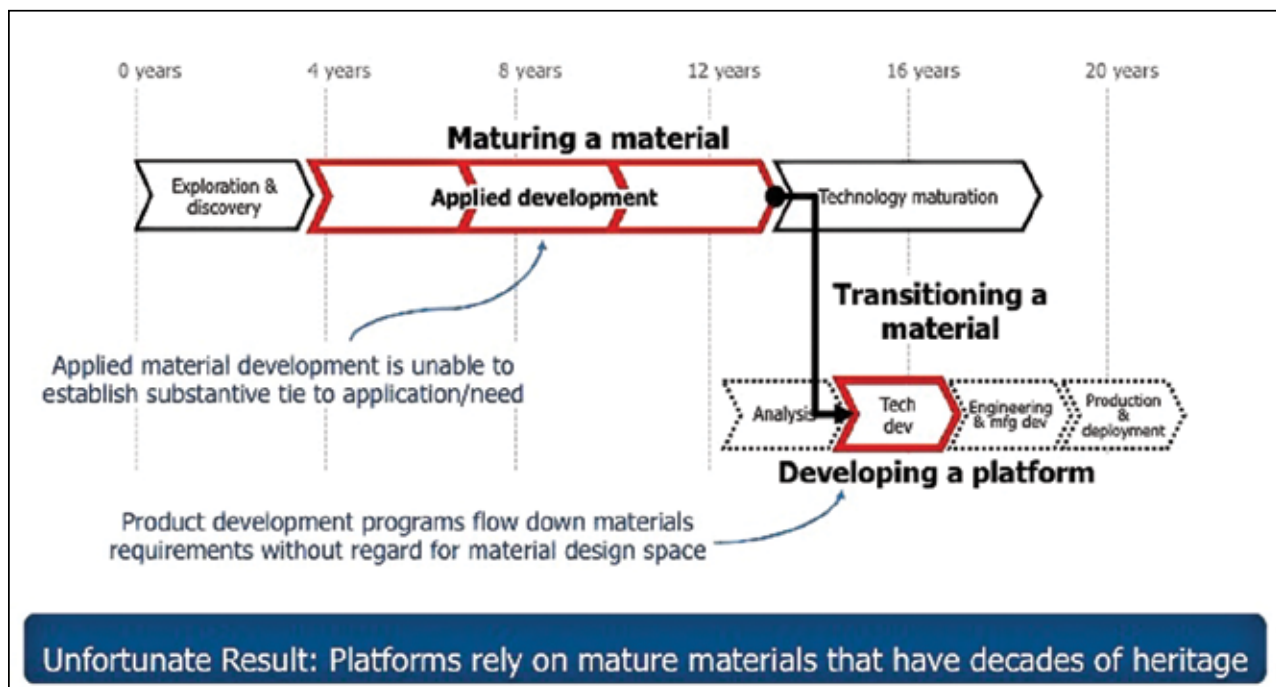 0 years 4 years 8 years 12 years 16 years 20 years
Maturing a material
Exploration &
discovery
Applied development
Technology maturation
Transitioning a
material
Applied material development is unable to
establish substantive tie to application/need
Analysis
Tech
dev
Engineering
& mfg dev
Production
&
deployment
Developing a platform
Product development programs flow down materials
requirements without regard for material design space
Unfortunate Result: Platforms rely on mature materials that have decades of heritage